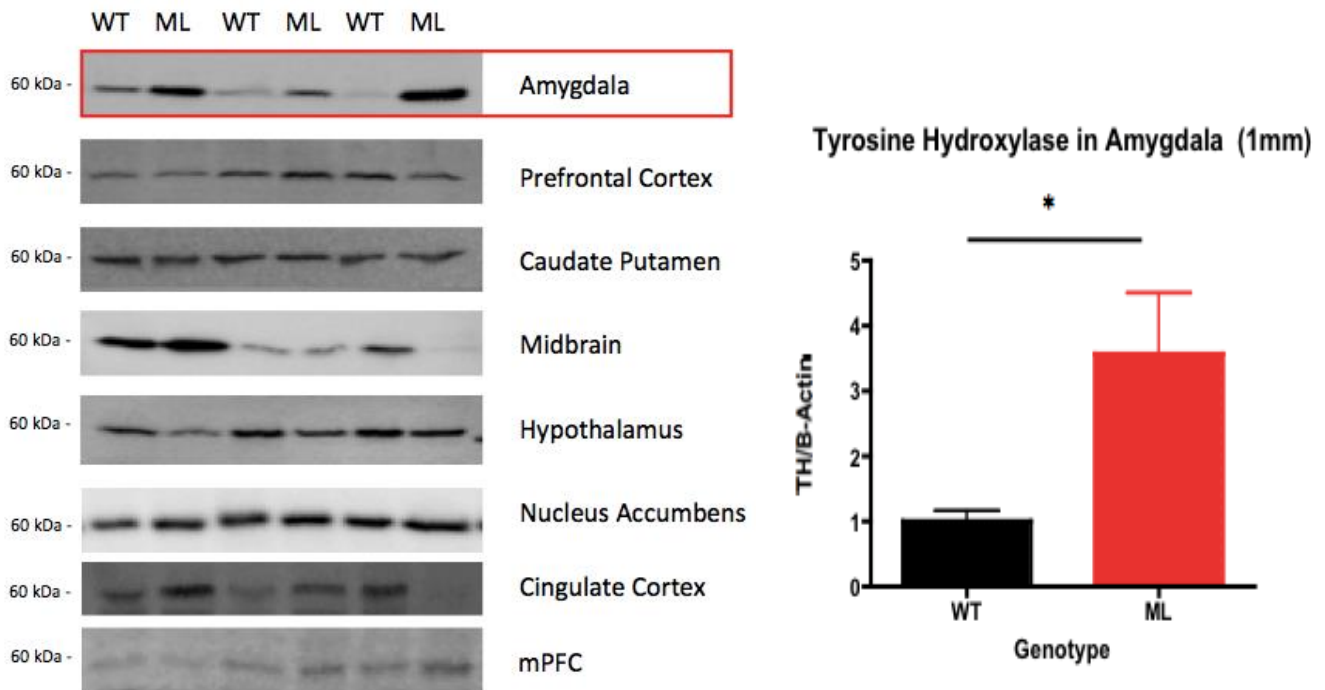 WT ML WT ML WT ML
60 kDa - Amygdala
60 kDa - Prefrontal Cortex
60 kDa - Caudate Putamen
60 kDa - Midbrain
60 kDa - Hypothalamus
60 kDa - Nucleus Accumbens
60 kDa - Cingulate Cortex
60 kDa - mPFC
Tyrosine Hydroxylase in Amygdala (1mm)
*
TH/B-Actin
5
4
3
2
1
0
WT ML
Genotype